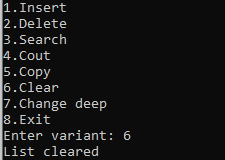 1.Insert
2.Delete
3.Search
4.Cout
5.Copy
6.Clear
7.Change deep
8.Exit
Enter variant: 6
List cleared